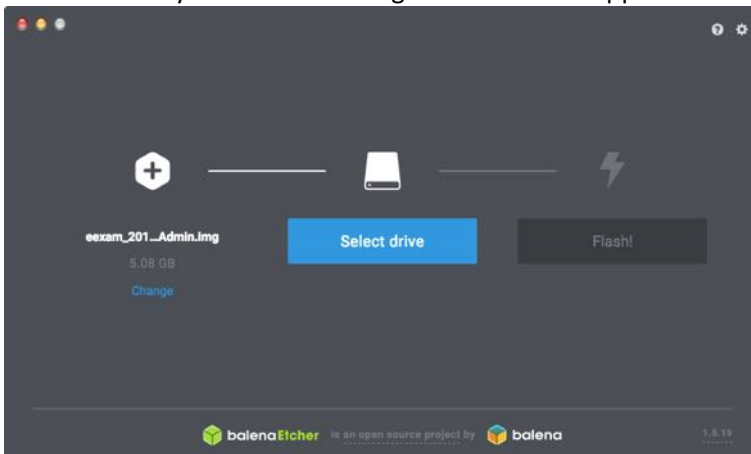 eexam_201...Admin.img
5.08 GB
Change
Select drive
Flash!
balenaEtcher is an open source project by balena
1.5.19